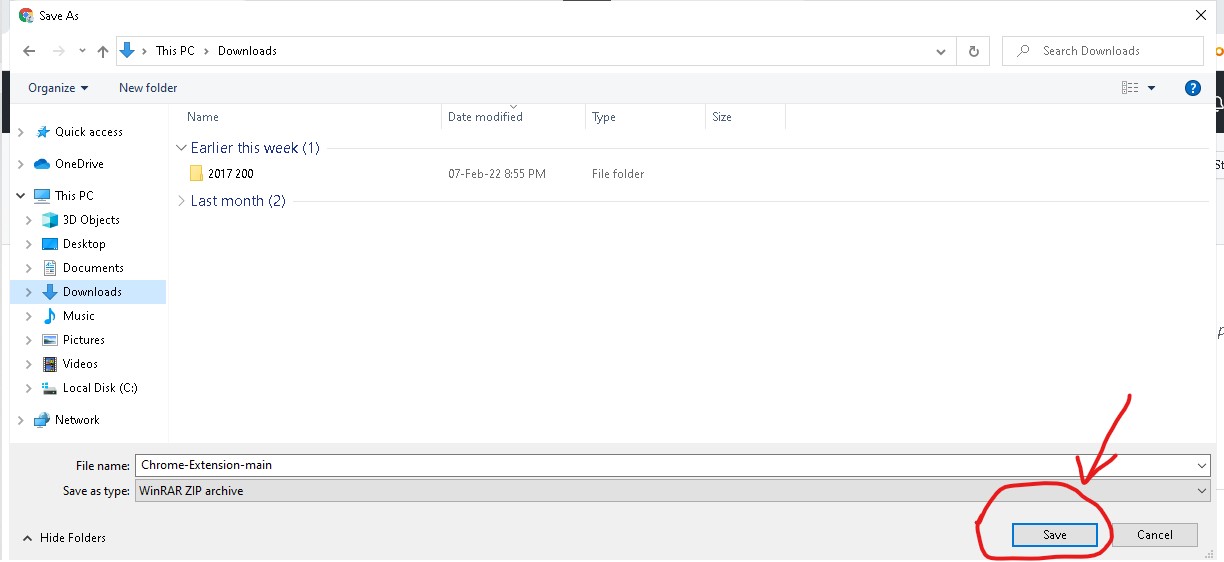 Save As
This PC Downloads
Search Downloads
Organize New folder
Name Date modified Type Size
Quick access
OneDrive
This PC
3D Objects
Desktop
Documents
Downloads
Music
Pictures
Videos
Local Disk (C:)
Network
Earlier this week (1)
2017 200 07-Feb-22 8:55 PM File folder
Last month (2)
File name: Chrome-Extension-main
Save as type: WinRAR ZIP archive
Hide Folders
Save Cancel